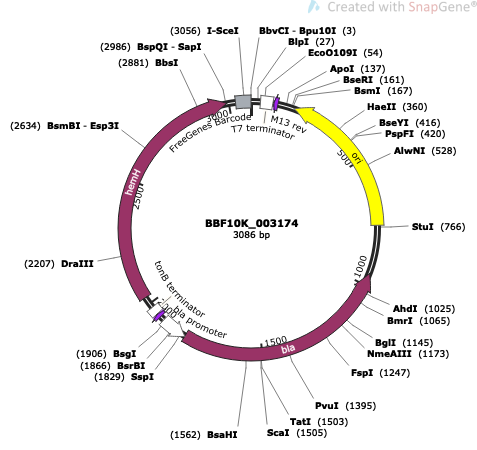 Created with SnapGene®
(3056) I-SceI
BbvCI - Bpu10I (3)
(2986) BspQI - SapI
BlpI (27)
(2881) BbsI
EcoO109I (54)
ApoI (137)
BseRI (161)
BsmI (167)
(2634) BsmBI - Esp3I
HaeII (360)
BseYI (416)
PspFI (420)
AlwNI (528)
StuI (766)
(2207) DraIII
AhdI (1025)
BmrI (1065)
BglI (1145)
NmeAIII (1173)
FspI (1247)
(1906) BsgI
(1866) BsrBI
(1829) SspI
PvuI (1395)
TatI (1503)
ScaI (1505)
(1562) BsaHI
FreeGenes Barcode
T7 terminator
M13 rev
ori
hemH
tonB terminator
bla promoter
bla
500
1000
1500
2000
2500
3000
BBF10K_003174
3086 bp